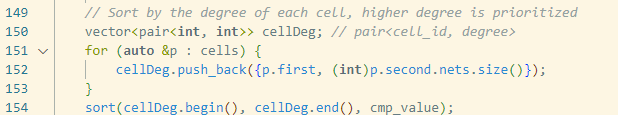 149 // Sort by the degree of each cell, higher degree is prioritized
150 vector<pair<int, int>> cellDeg; // pair<cell_id, degree>
151 for (auto &p : cells) {
152 cellDeg.push_back({p.first, (int)p.second.nets.size()});
153 }
154 sort(cellDeg.begin(), cellDeg.end(), cmp_value);